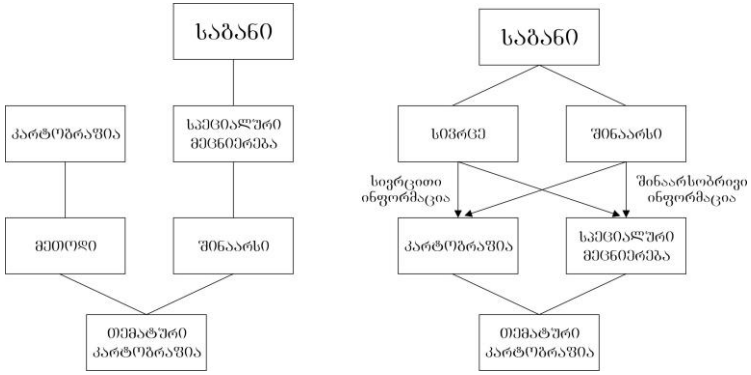 საგანი
კარტოგრაფია
სპეციალური
მეცნიერება
მეთოდი
შინაარსი
თემატური
კარტოგრაფია
საგანი
სივრცე
შინაარსი
სივრცითი
ინფორმაცია
შინაარსობრივი
ინფორმაცია
კარტოგრაფია
სპეციალური
მეცნიერება
თემატური
კარტოგრაფია